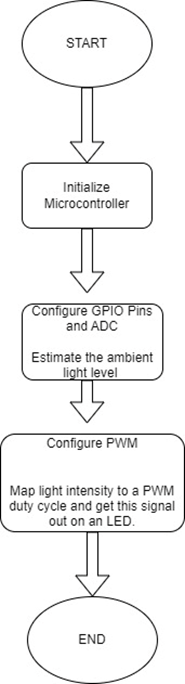 START
Initialize
Microcontroller
Configure GPIO Pins
and ADC
Estimate the ambient
light level
Configure PWM
Map light intensity to a PWM
duty cycle and get this signal
out on an LED.
END